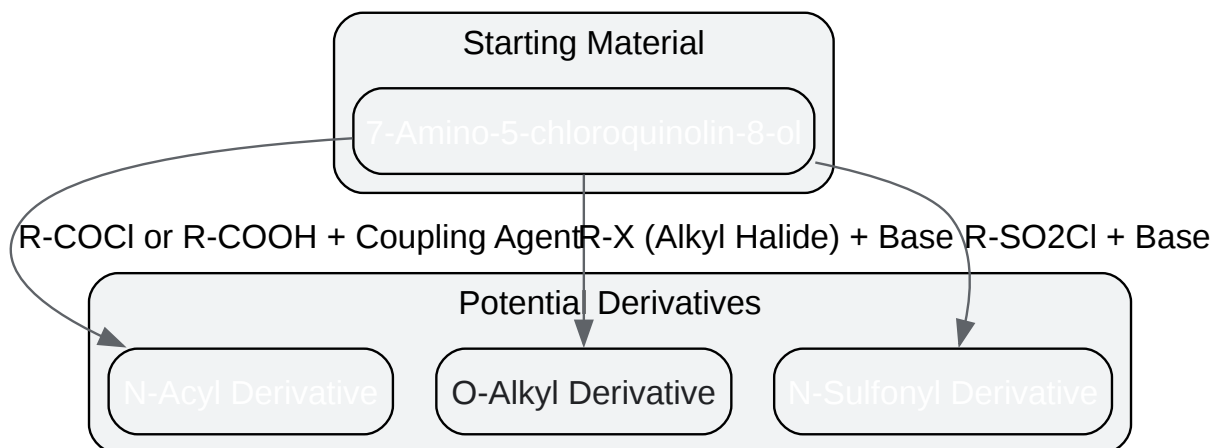 Starting Material
7-Amino-5-chloroquinolin-8-ol
R-COCl or R-COOH + Coupling Agent
R-X (Alkyl Halide) + Base
R-SO2Cl + Base
Potential Derivatives
N-Acyl Derivative
O-Alkyl Derivative
N-Sulfonyl Derivative